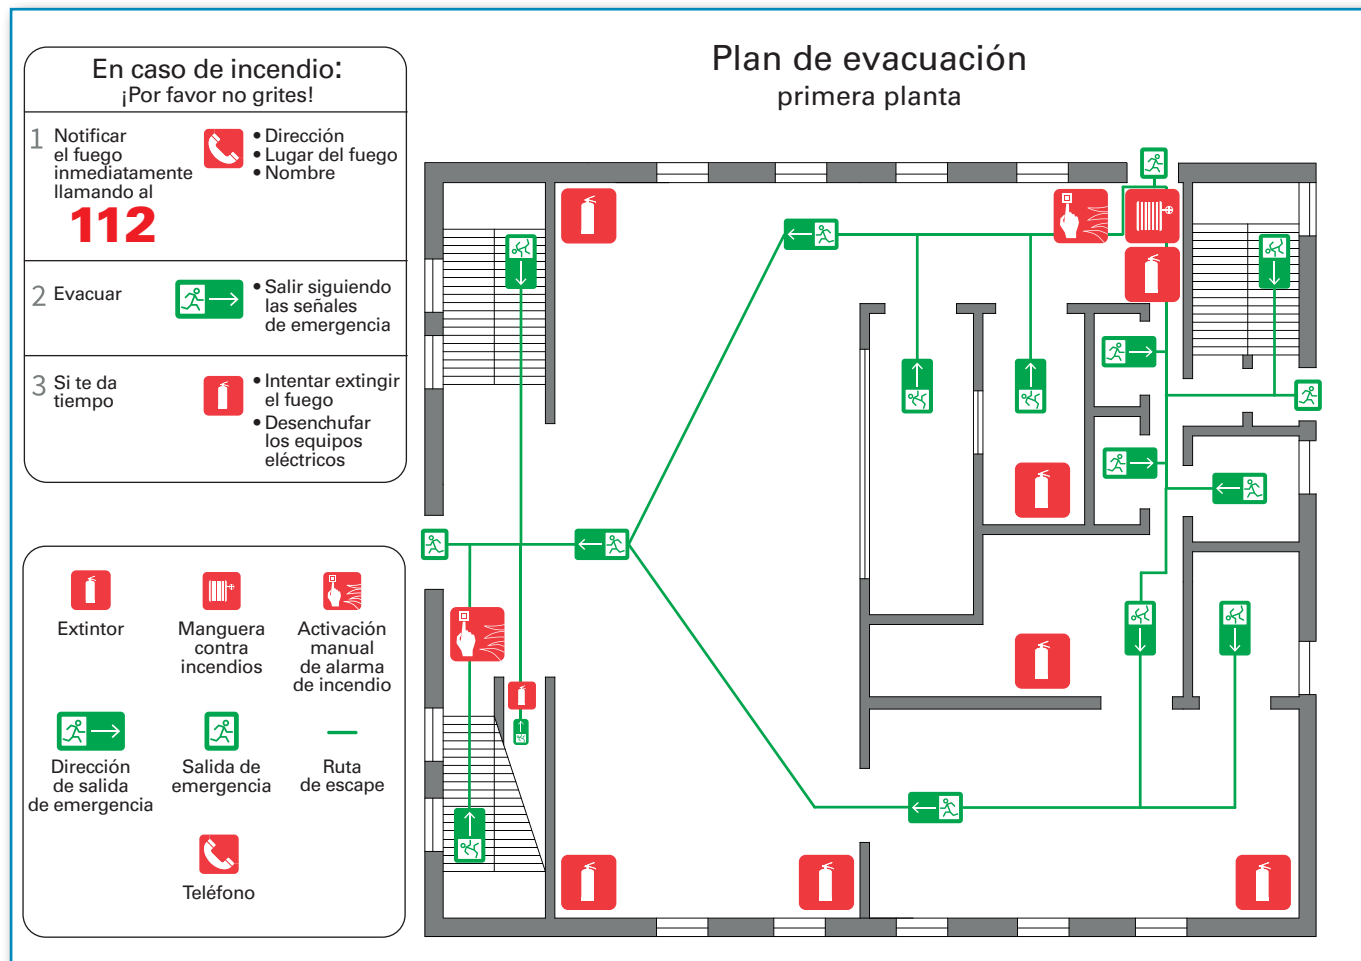 Plan de evacuación
primera planta
En caso de incendio:
¡Por favor no grites!
1 Notificar
el fuego
inmediatamente
llamando al
112
• Dirección
• Lugar del fuego
• Nombre
2 Evacuar
• Salir siguiendo
las señales
de emergencia
3 Si te da
tiempo
• Intentar extingir
el fuego
• Desenchufar
los equipos
eléctricos
Extintor
Manguera
contra
incendios
Activación
manual
de alarma
de incendio
Dirección
de salida
de emergencia
Salida de
emergencia
Ruta
de escape
Teléfono